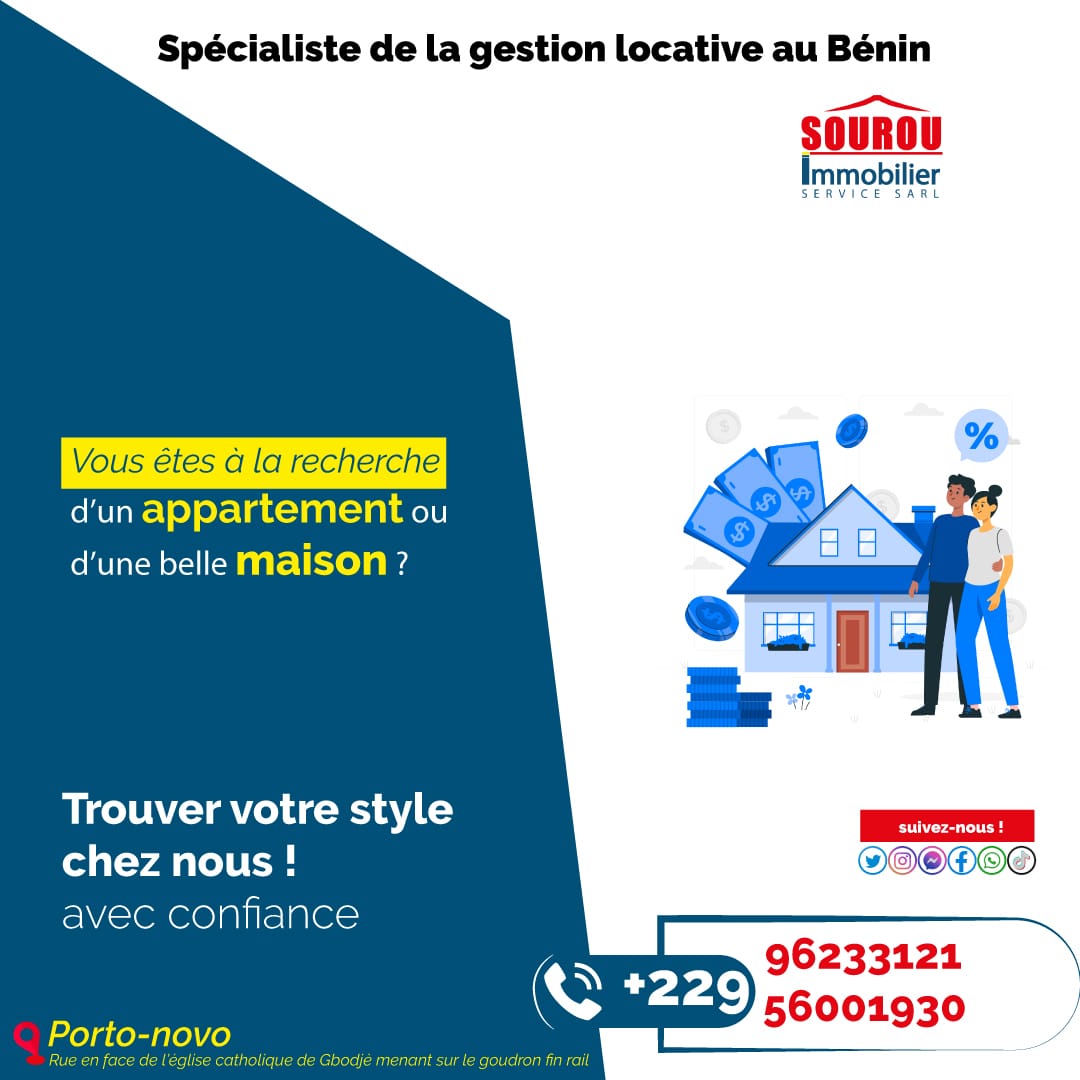 Spécialiste de la gestion locative au Bénin
SOUROU
Immobilier
SERVICE SARL
%
Vous êtes à la recherche
d'un appartement ou
d'une belle maison ?
Trouver votre style
chez nous !
avec confiance
suivez-nous !
+229
96233121
56001930
Porto-novo
Rue en face de l'église catholique de Gbodjè menant sur le goudron fin rail